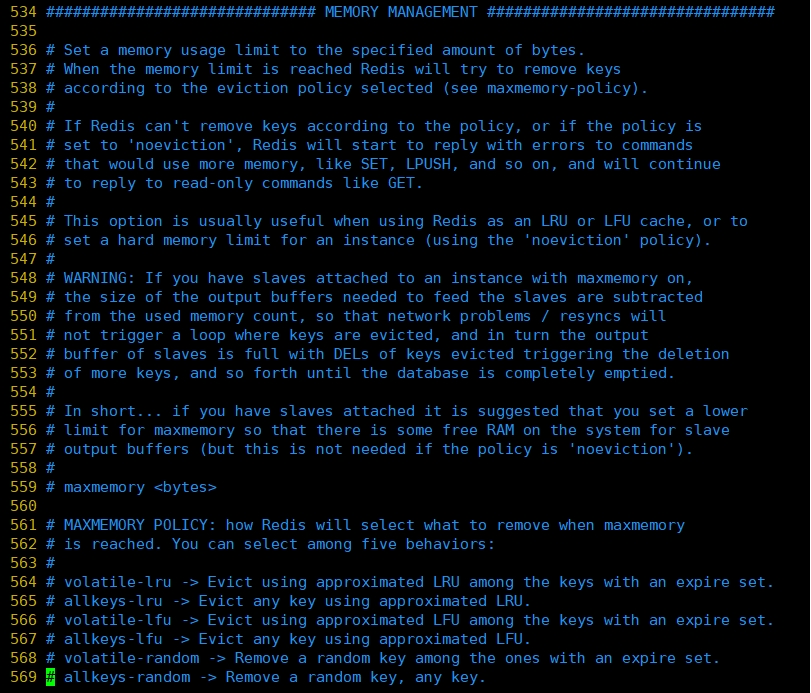 534 ############################## MEMORY MANAGEMENT ################################
535
536 # Set a memory usage limit to the specified amount of bytes.
537 # When the memory limit is reached Redis will try to remove keys
538 # according to the eviction policy selected (see maxmemory-policy).
539 #
540 # If Redis can't remove keys according to the policy, or if the policy is
541 # set to 'noeviction', Redis will start to reply with errors to commands
542 # that would use more memory, like SET, LPUSH, and so on, and will continue
543 # to reply to read-only commands like GET.
544 #
545 # This option is usually useful when using Redis as an LRU or LFU cache, or to
546 # set a hard memory limit for an instance (using the 'noeviction' policy).
547 #
548 # WARNING: If you have slaves attached to an instance with maxmemory on,
549 # the size of the output buffers needed to feed the slaves are subtracted
550 # from the used memory count, so that network problems / resyncs will
551 # not trigger a loop where keys are evicted, and in turn the output
552 # buffer of slaves is full with DELs of keys evicted triggering the deletion
553 # of more keys, and so forth until the database is completely emptied.
554 #
555 # In short... if you have slaves attached it is suggested that you set a lower
556 # limit for maxmemory so that there is some free RAM on the system for slave
557 # output buffers (but this is not needed if the policy is 'noeviction').
558 #
559 # maxmemory <bytes>
560
561 # MAXMEMORY POLICY: how Redis will select what to remove when maxmemory
562 # is reached. You can select among five behaviors:
563 #
564 # volatile-lru -> Evict using approximated LRU among the keys with an expire set.
565 # allkeys-lru -> Evict any key using approximated LRU.
566 # volatile-lfu -> Evict using approximated LFU among the keys with an expire set.
567 # allkeys-lfu -> Evict any key using approximated LFU.
568 # volatile-random -> Remove a random key among the ones with an expire set.
569 # allkeys-random -> Remove a random key, any key.